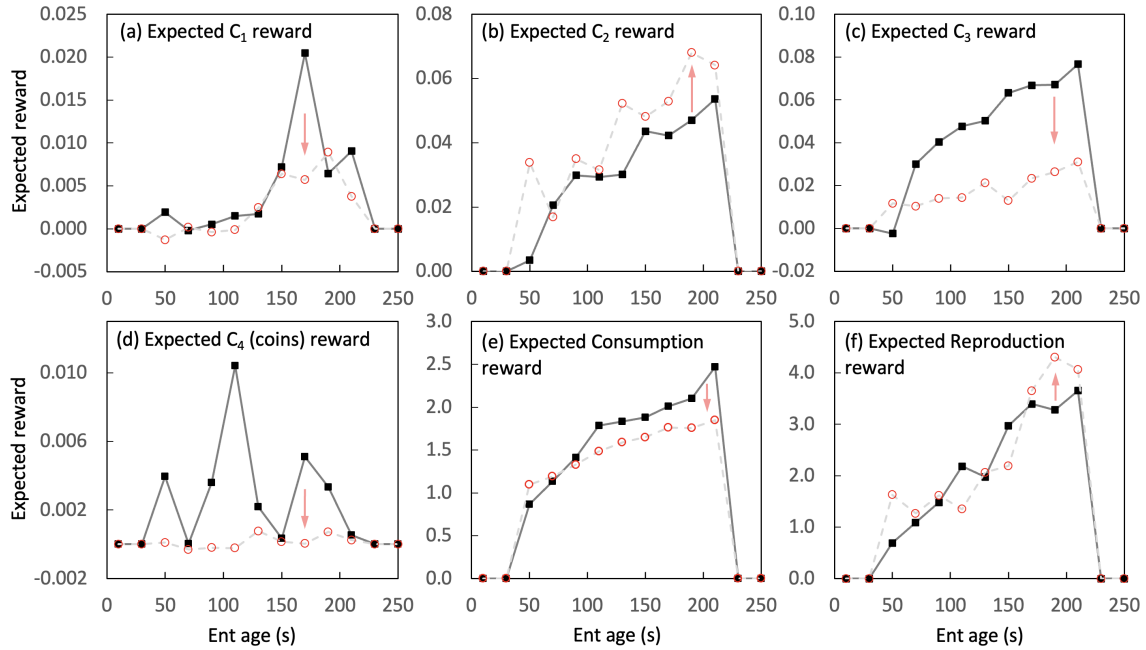 (a) Expected C₁ reward
(b) Expected C₂ reward
(c) Expected C₃ reward
Expected reward
0.025
0.020
0.015
0.010
0.005
0.000
-0.005
0.08
0.06
0.04
0.02
0.00
0.10
0.08
0.06
0.04
0.02
0.00
-0.02
0 50 100 150 200 250
0 50 100 150 200 250
0 50 100 150 200 250
(d) Expected C₄ (coins) reward
(e) Expected Consumption
reward
(f) Expected Reproduction
reward
Expected reward
0.010
0.006
0.002
-0.002
3.0
2.5
2.0
1.5
1.0
0.5
0.0
5.0
4.0
3.0
2.0
1.0
0.0
0 50 100 150 200 250
0 50 100 150 200 250
0 50 100 150 200 250
Ent age (s)
Ent age (s)
Ent age (s)